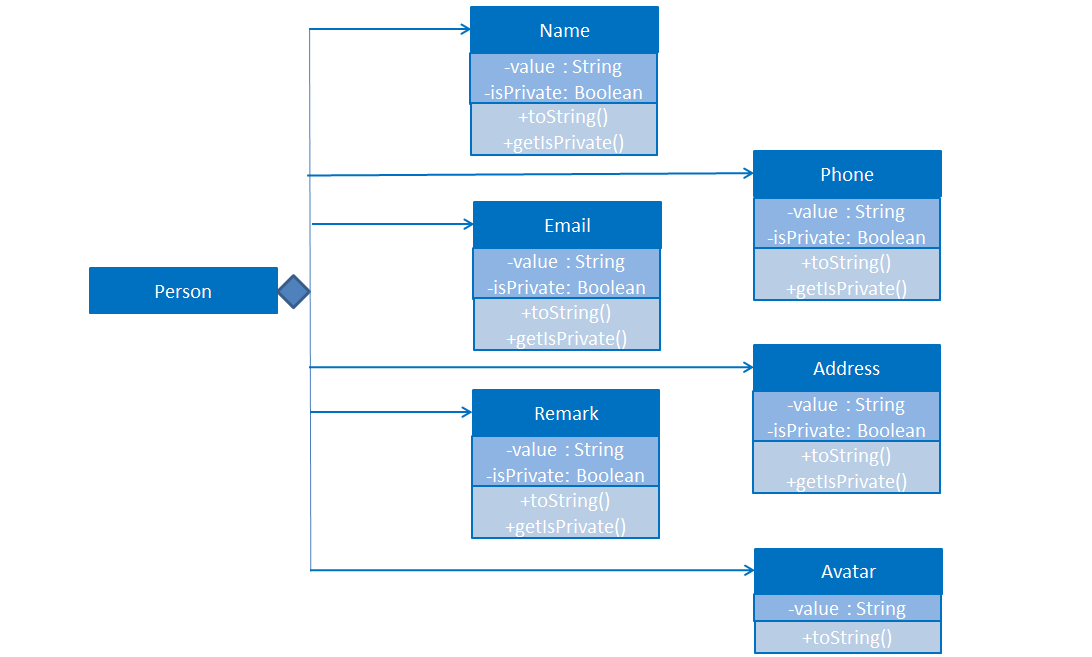 Name
-value : String
-isPrivate: Boolean
+toString()
+getIsPrivate()
Phone
-value : String
-isPrivate: Boolean
+toString()
+getIsPrivate()
Email
-value : String
-isPrivate: Boolean
+toString()
+getIsPrivate()
Person
Address
-value : String
-isPrivate: Boolean
+toString()
+getIsPrivate()
Remark
-value : String
-isPrivate: Boolean
+toString()
+getIsPrivate()
Avatar
-value : String
+toString()